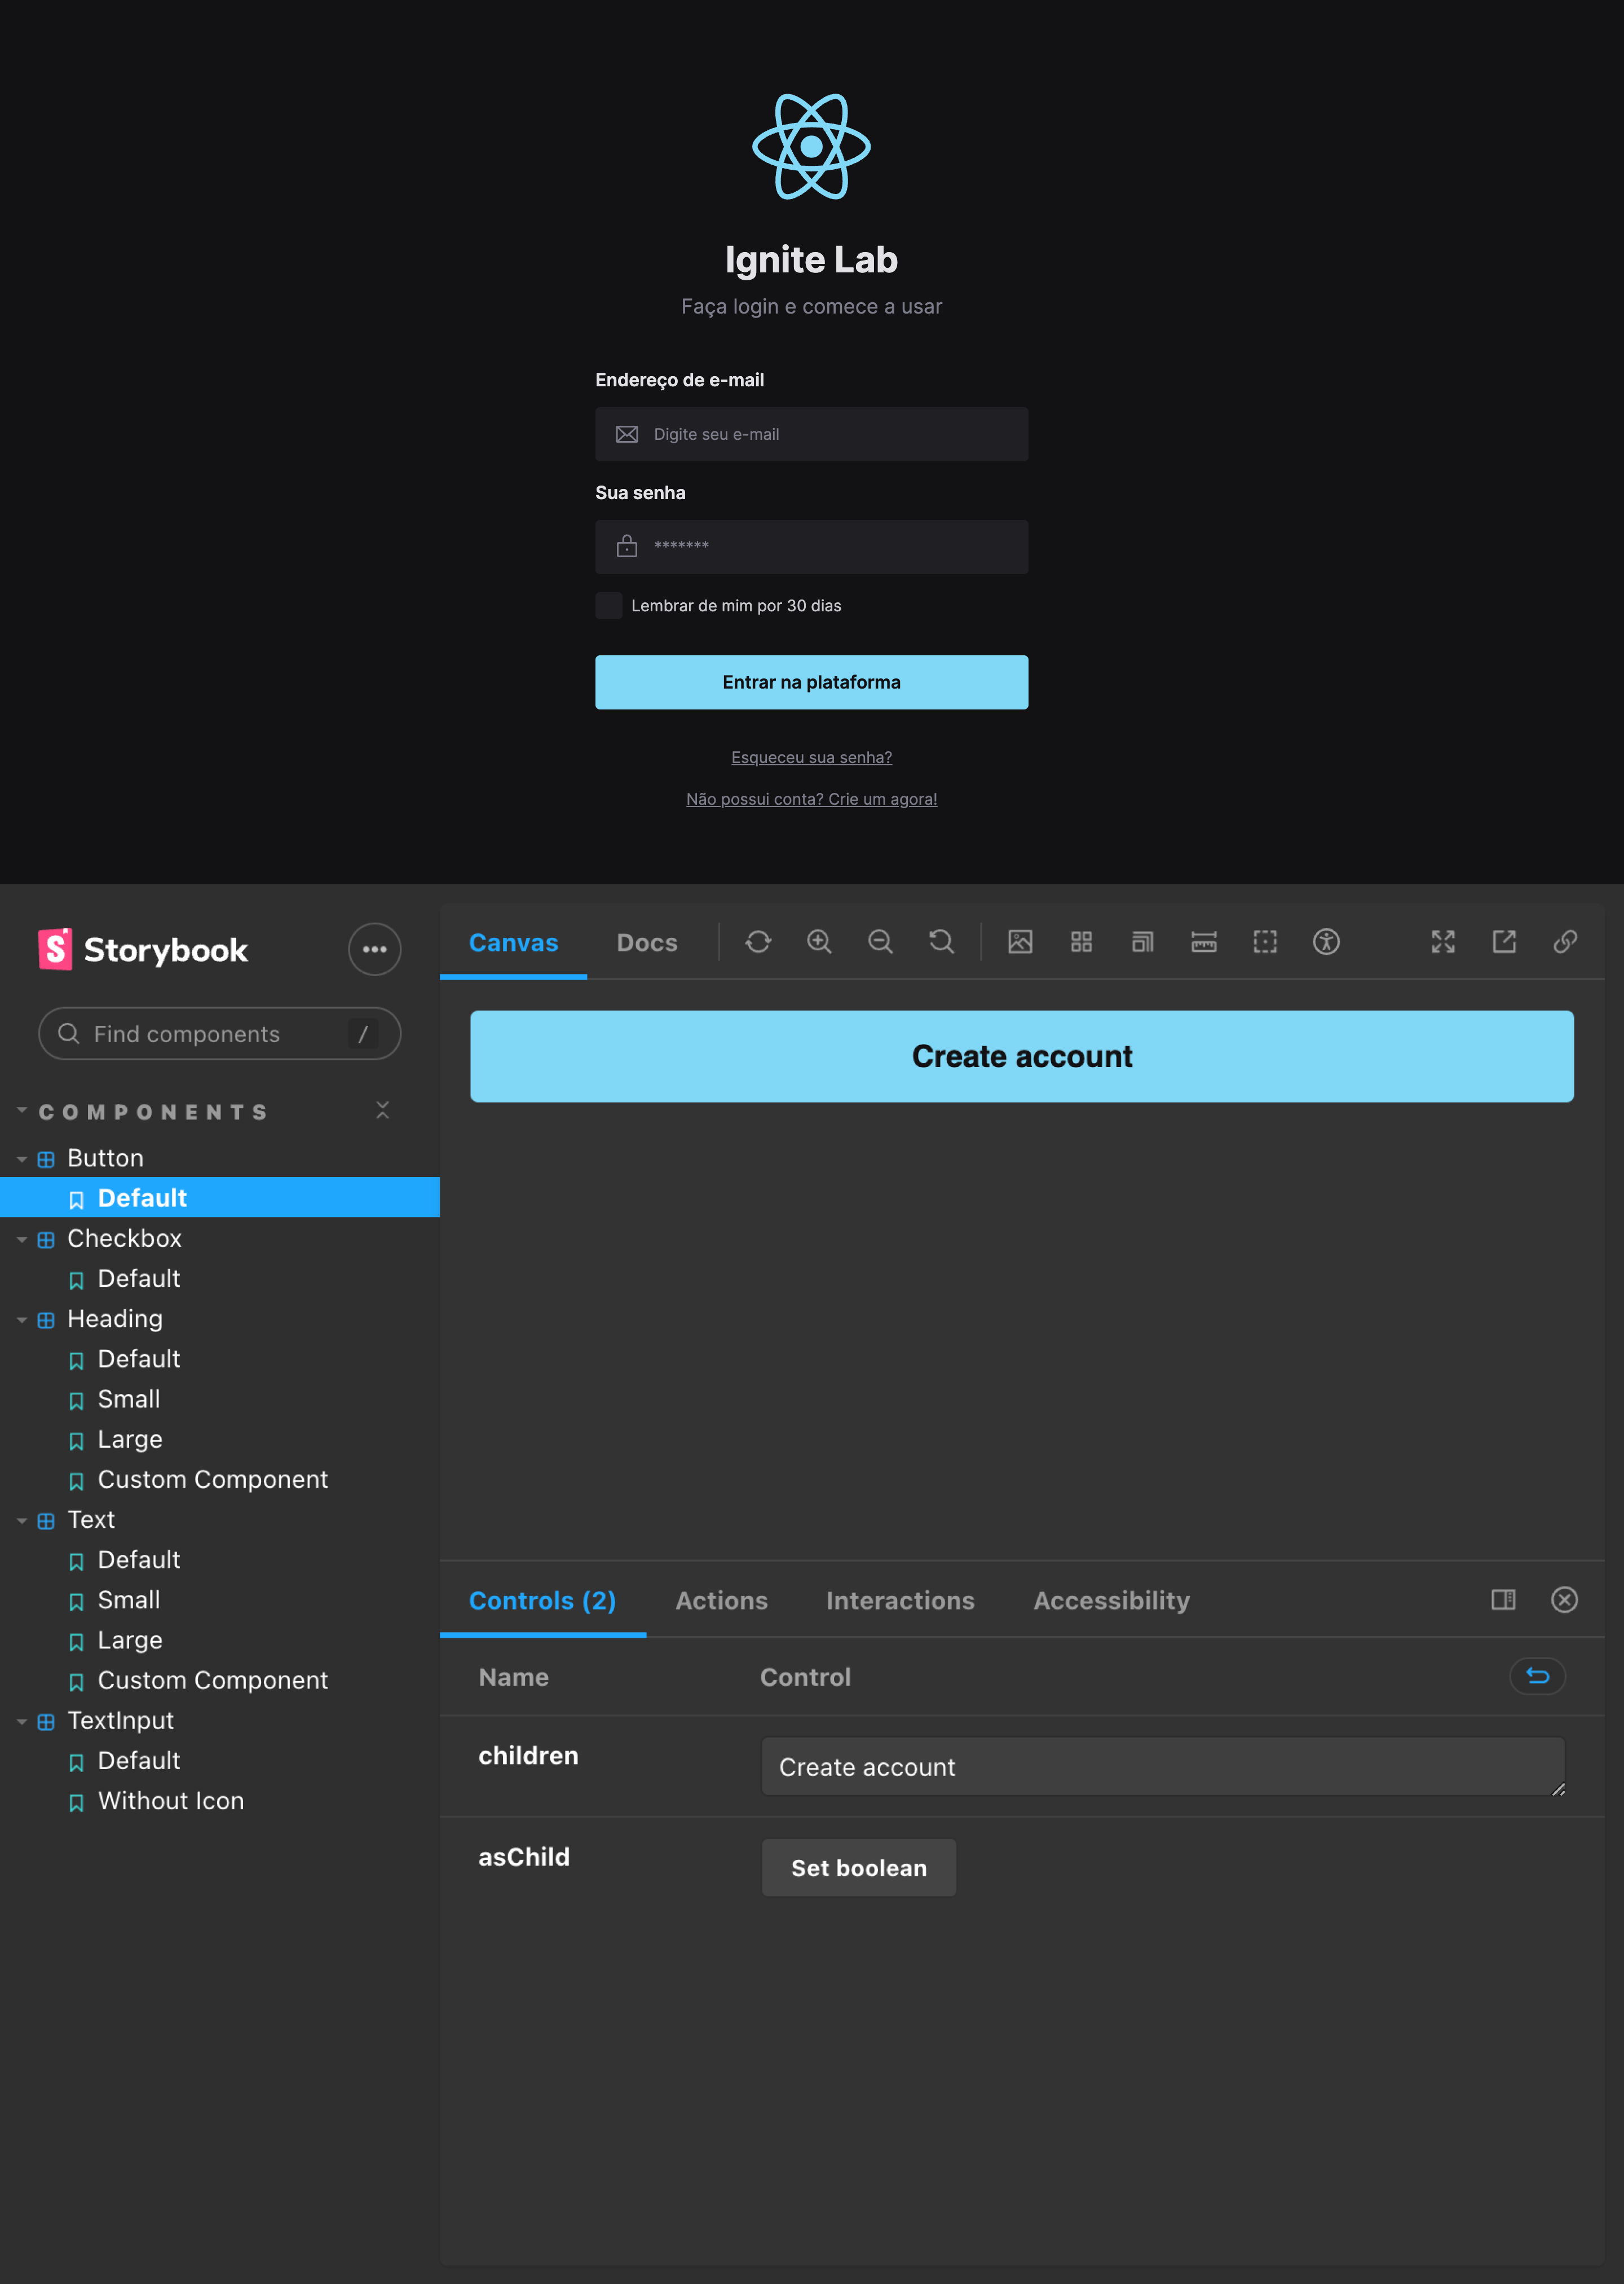 Ignite Lab
Faça login e comece a usar
Endereço de e-mail
Digite seu e-mail
Sua senha
*******
Lembrar de mim por 30 dias
Entrar na plataforma
Esqueceu sua senha?
Não possui conta? Crie um agora!
S Storybook
Find components /
COMPONENTS
Button
Default
Checkbox
Default
Heading
Default
Small
Large
Custom Component
Text
Default
Small
Large
Custom Component
TextInput
Default
Without Icon
Canvas Docs
Create account
Controls (2) Actions Interactions Accessibility
Name Control
children Create account
asChild Set boolean